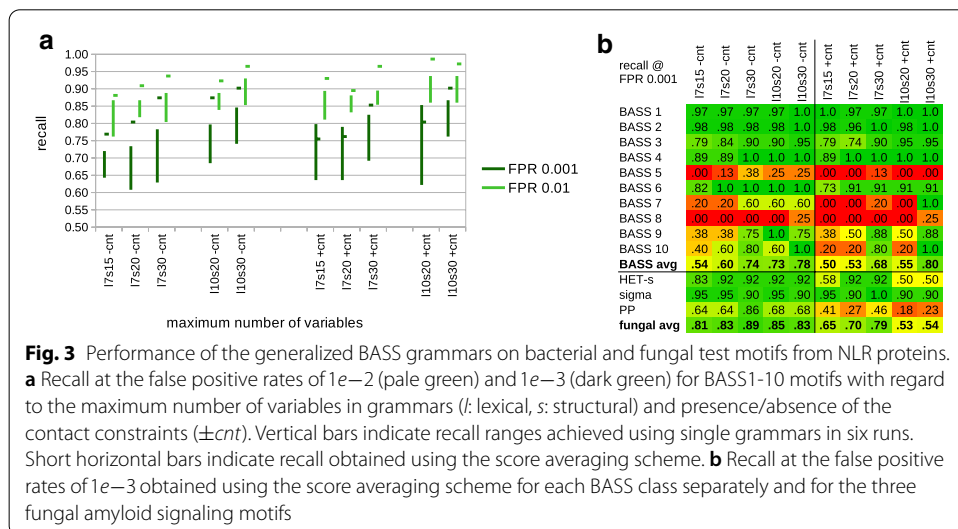 a
1.00
0.95
0.90
0.85
0.80
0.75
0.70
0.65
0.60
0.55
0.50
recall
l7s15 -cnt
l7s20 -cnt
l7s30 -cnt
l10s20 -cnt
l10s30 -cnt
l7s15 +cnt
l7s20 +cnt
l7s30 +cnt
l10s20 +cnt
l10s30 +cnt
maximum number of variables
FPR 0.001
FPR 0.01
b
recall @
FPR 0.001
l7s15 -cnt
l7s20 -cnt
l7s30 -cnt
l10s20 -cnt
l10s30 -cnt
l7s15 +cnt
l7s20 +cnt
l7s30 +cnt
l10s20 +cnt
l10s30 +cnt
BASS 1 .97 .97 .97 .97 1.0 1.0 .97 .97 1.0 1.0
BASS 2 .98 .98 .98 .98 1.0 .98 .96 1.0 .98 1.0
BASS 3 .79 .84 .90 .90 .95 .79 .74 .90 .95 .95
BASS 4 .89 .89 1.0 1.0 1.0 .89 1.0 1.0 1.0 1.0
BASS 5 .00 .13 .38 .25 .25 .00 .00 .13 .00 .00
BASS 6 .82 1.0 1.0 1.0 1.0 .73 .91 .91 .91 .91
BASS 7 .20 .20 .60 .60 .60 .00 .00 .20 .00 1.0
BASS 8 .00 .00 .00 .00 .25 .00 .00 .00 .00 .25
BASS 9 .38 .38 .75 1.0 .75 .38 .50 .88 .50 .88
BASS 10 .40 .60 .80 .60 1.0 .20 .20 .80 .20 1.0
BASS avg .54 .60 .74 .73 .78 .50 .53 .68 .55 .80
HET-s .83 .92 .92 .92 .92 .58 .92 .92 .50 .50
sigma .95 .95 .90 .95 .90 .95 .90 1.0 .90 .90
PP .64 .64 .86 .68 .68 .41 .27 .46 .18 .23
fungal avg .81 .83 .89 .85 .83 .65 .70 .79 .53 .54
Fig. 3 Performance of the generalized BASS grammars on bacterial and fungal test motifs from NLR proteins.
a Recall at the false positive rates of 1e−2 (pale green) and 1e−3 (dark green) for BASS1-10 motifs with regard
to the maximum number of variables in grammars (l: lexical, s: structural) and presence/absence of the
contact constraints (±cnt). Vertical bars indicate recall ranges achieved using single grammars in six runs.
Short horizontal bars indicate recall obtained using the score averaging scheme. b Recall at the false positive
rates of 1e−3 obtained using the score averaging scheme for each BASS class separately and for the three
fungal amyloid signaling motifs